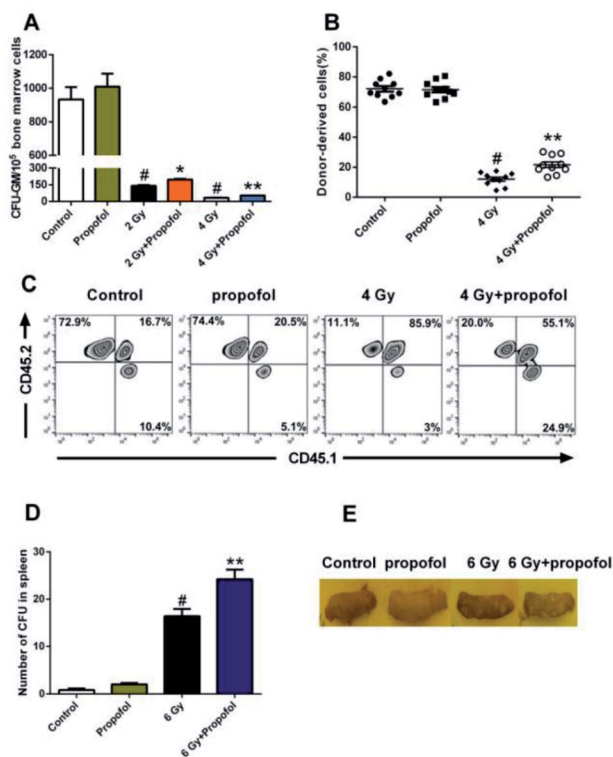 A
CFU-GM/10⁵ bone marrow cells
1000
800
600
400
150
0
#
*
#
**
Control
Propofol
2 Gy
2 Gy+Propofol
4 Gy
4 Gy+Propofol
B
Donor-derived cells(%)
100
80
60
40
20
0
#
**
Control
Propofol
4 Gy
4 Gy+Propofol
C
Control propofol 4 Gy 4 Gy+propofol
72.9% 16.7% 74.4% 20.5% 11.1% 85.9% 20.0% 55.1%
10.4% 5.1% 3% 24.9%
CD45.2
CD45.1
D
Number of CFU in spleen
30
20
10
0
#
**
Control
Propofol
6 Gy
6 Gy+Propofol
E
Control propofol 6 Gy 6 Gy+propofol